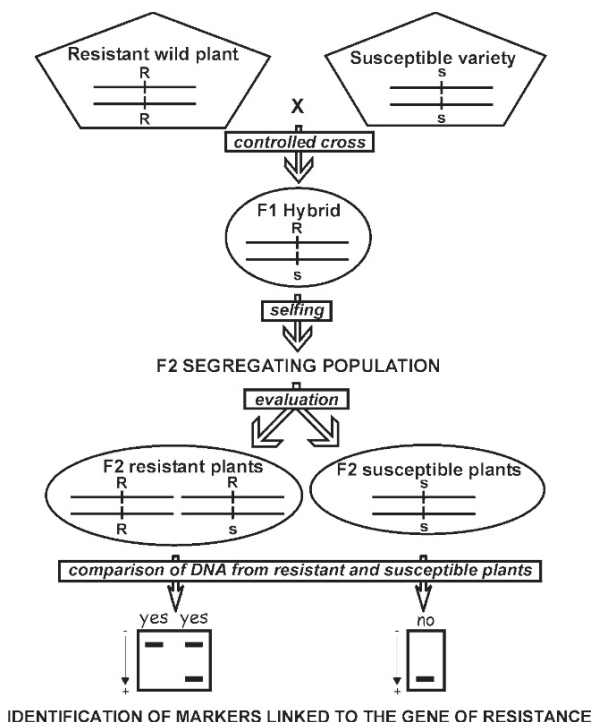 Resistant wild plant
R
R
Susceptible variety
s
s
X
controlled cross
F1 Hybrid
R
s
selfing
F2 SEGREGATING POPULATION
evaluation
F2 resistant plants
R R
R s
F2 susceptible plants
s
s
comparison of DNA from resistant and susceptible plants
yes yes
-
+
no
-
+
IDENTIFICATION OF MARKERS LINKED TO THE GENE OF RESISTANCE